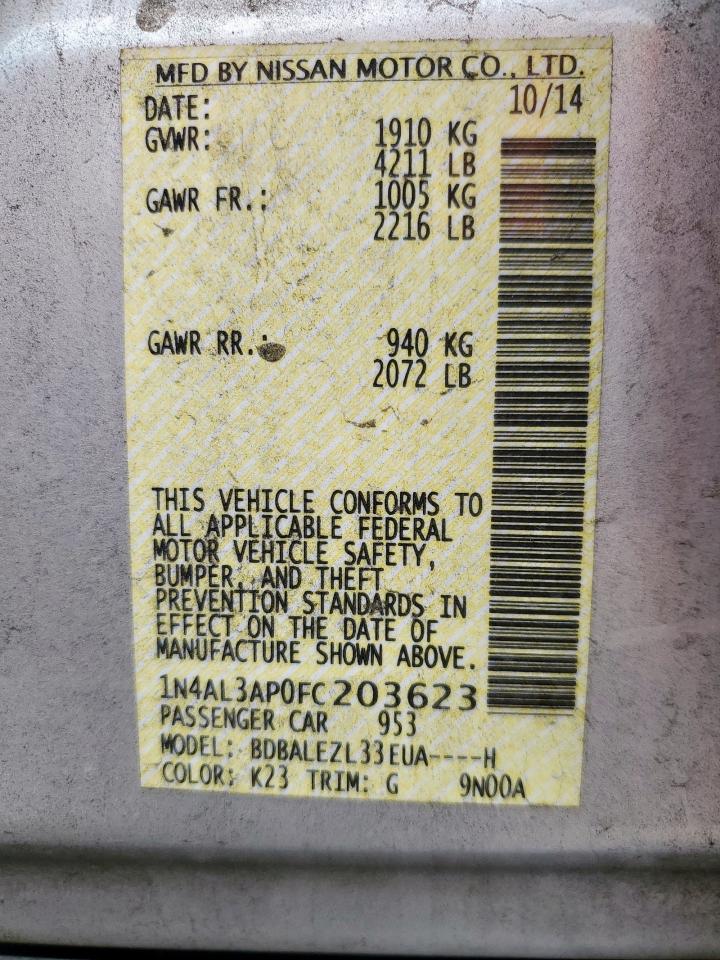 MFD BY NISSAN MOTOR CO., LTD.
DATE: 10/14
GVWR: 1910 KG
4211 LB
GAWR FR.: 1005 KG
2216 LB
GAWR RR.: 940 KG
2072 LB
THIS VEHICLE CONFORMS TO
ALL APPLICABLE FEDERAL
MOTOR VEHICLE SAFETY,
BUMPER, AND THEFT
PREVENTION STANDARDS IN
EFFECT ON THE DATE OF
MANUFACTURE SHOWN ABOVE.
1N4AL3AP0FC203623
PASSENGER CAR 953
MODEL: BDBALEZL33EUA----H
COLOR: K23 TRIM: G 9N00A